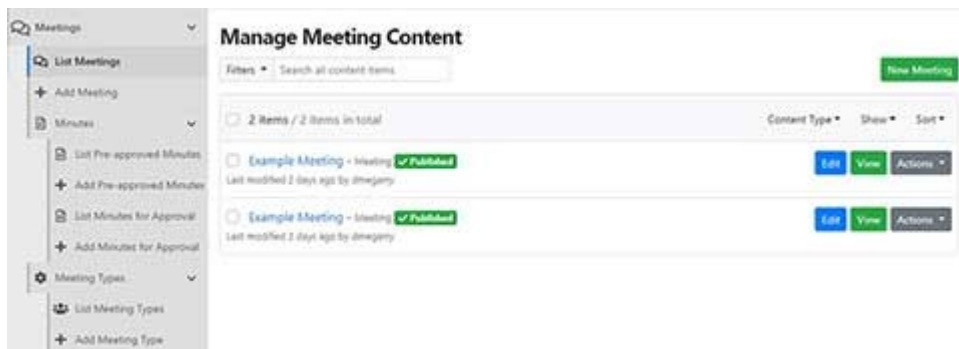 Meetings
List Meetings
Add Meeting
Minutes
List Pre-approved Minutes
Add Pre-approved Minutes
List Minutes for Approval
Add Minutes for Approval
Meeting Types
List Meeting Types
Add Meeting Type
Manage Meeting Content
Filters Search all content items
New Meeting
2 items / 2 items in total Content Type Show Sort
Example Meeting - Meeting Published Edit View Actions
Last modified 2 days ago by dmegarry
Example Meeting - Meeting Published Edit View Actions
Last modified 2 days ago by dmegarry